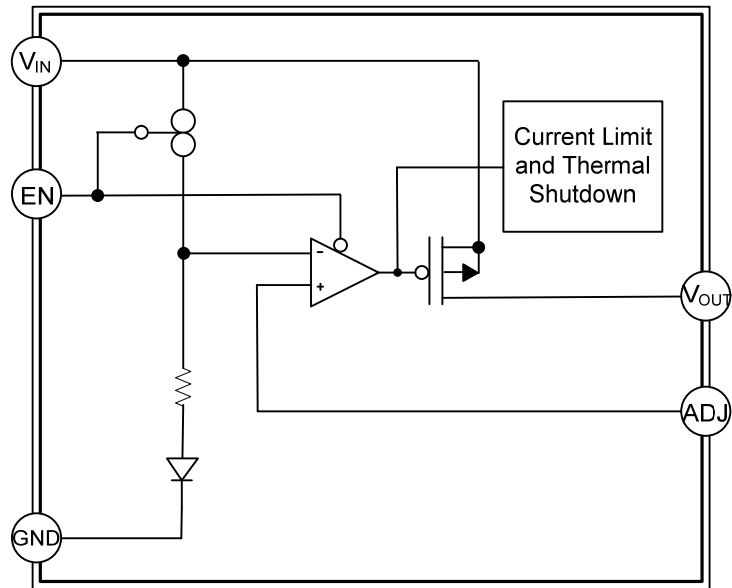 VIN
EN
Current Limit
and Thermal
Shutdown
-
+
VOUT
ADJ
GND